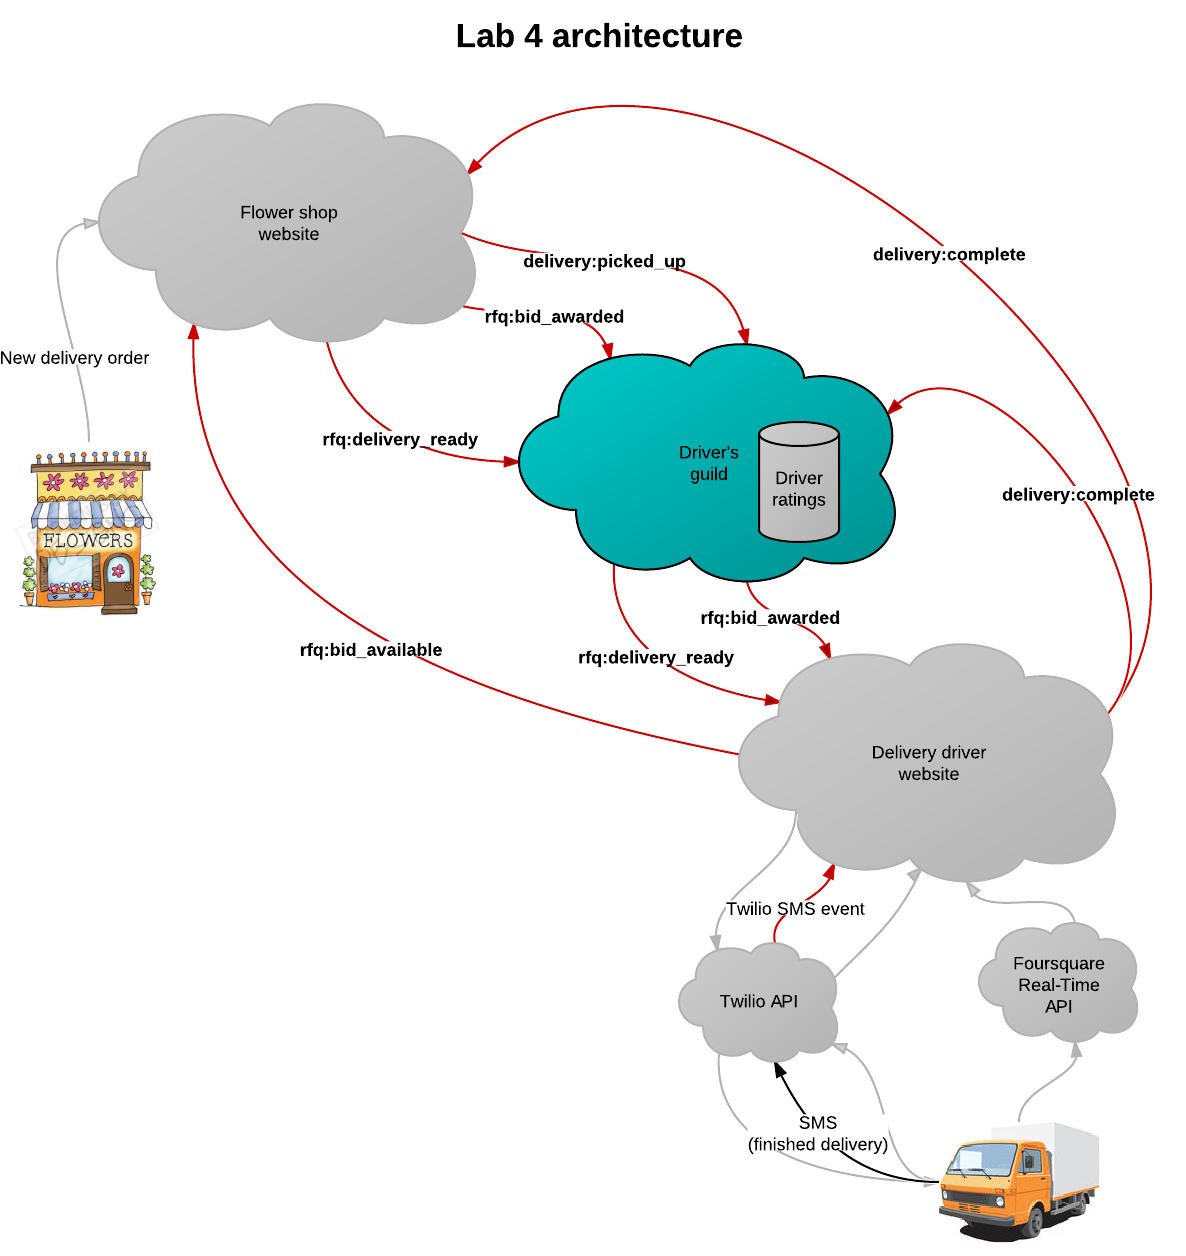 Lab 4 architecture
Flower shop
website
delivery:complete
delivery:picked_up
rfq:bid_awarded
New delivery order
rfq:delivery_ready
Driver's
guild
Driver
ratings
delivery:complete
FLOWERS
rfq:bid_awarded
rfq:bid_available
rfq:delivery_ready
Delivery driver
website
Twilio SMS event
Twilio API
Foursquare
Real-Time
API
SMS
(finished delivery)